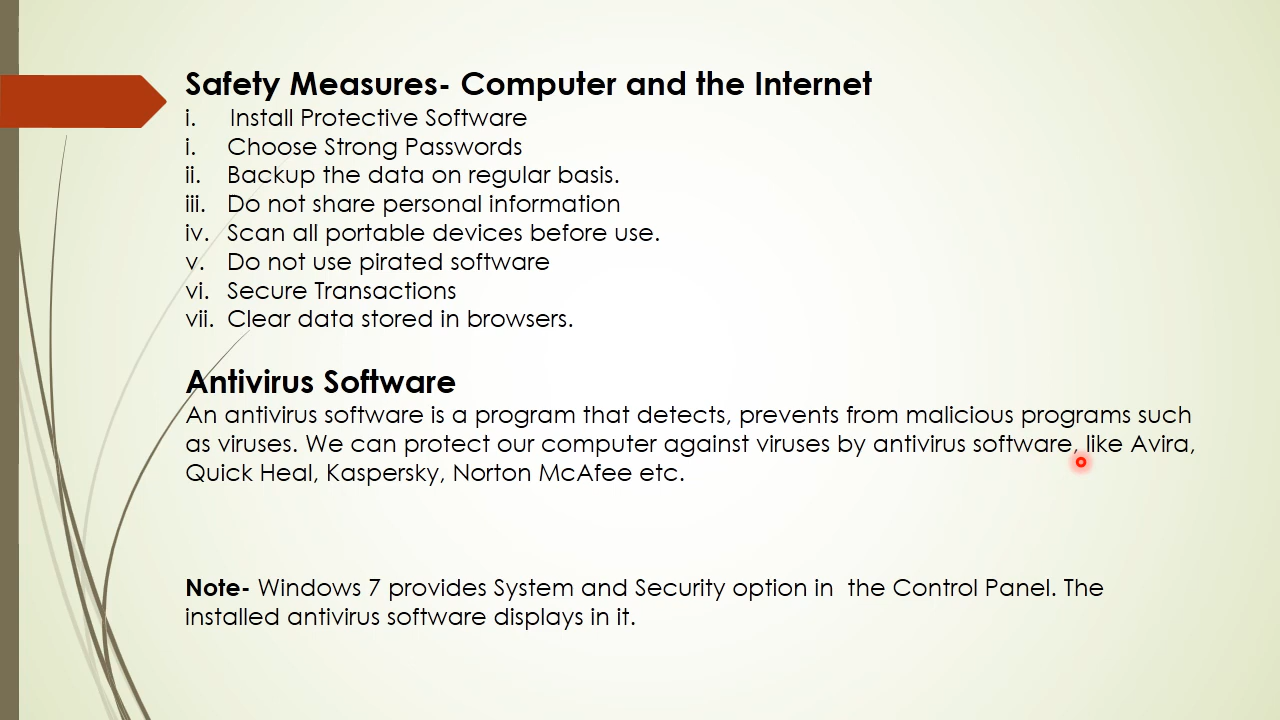 Safety Measures- Computer and the Internet
i. Install Protective Software
i. Choose Strong Passwords
ii. Backup the data on regular basis.
iii. Do not share personal information
iv. Scan all portable devices before use.
v. Do not use pirated software
vi. Secure Transactions
vii. Clear data stored in browsers.
Antivirus Software
An antivirus software is a program that detects, prevents from malicious programs such
as viruses. We can protect our computer against viruses by antivirus software, like Avira,
Quick Heal, Kaspersky, Norton McAfee etc.
Note- Windows 7 provides System and Security option in  the Control Panel. The
installed antivirus software displays in it.